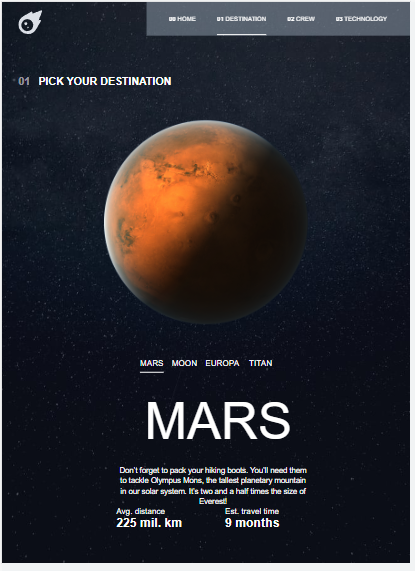 00 HOME 01 DESTINATION 02 CREW 03 TECHNOLOGY
01 PICK YOUR DESTINATION
MARS MOON EUROPA TITAN
MARS
Don't forget to pack your hiking boots. You'll need them
to tackle Olympus Mons, the tallest planetary mountain
in our solar system. It's two and a half times the size of
Everest!
Avg. distance Est. travel time
225 mil. km 9 months